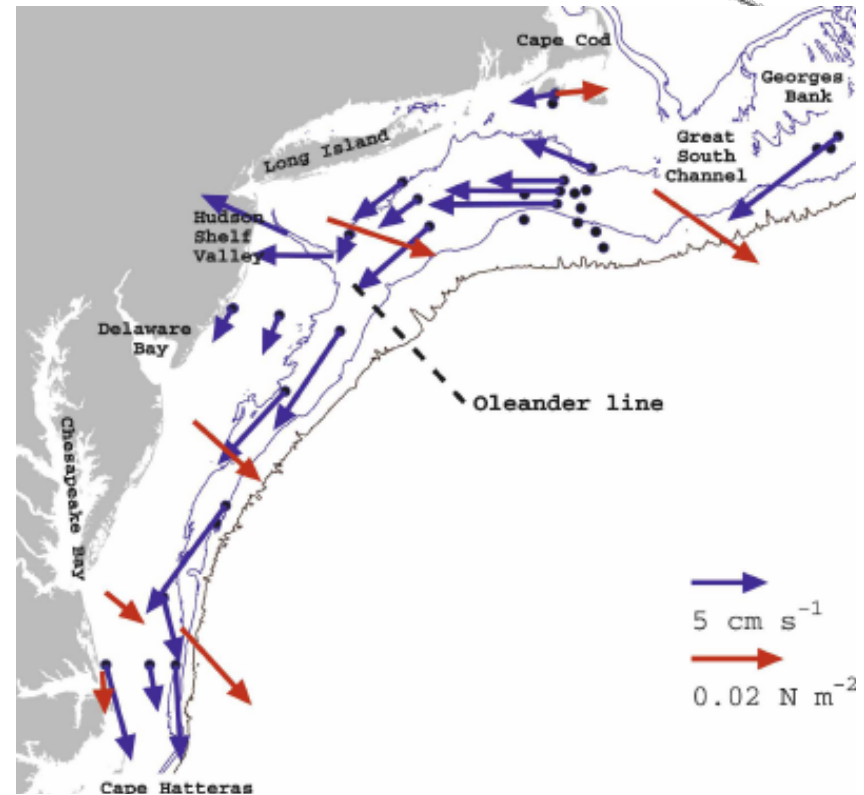 Cape Cod
Georges
Bank
Great
South
Channel
Long Island
Hudson
Shelf
Valley
Delaware
Bay
Oleander line
Chesapeake Bay
5 cm s⁻¹
0.02 N m⁻²
Cape Hatteras